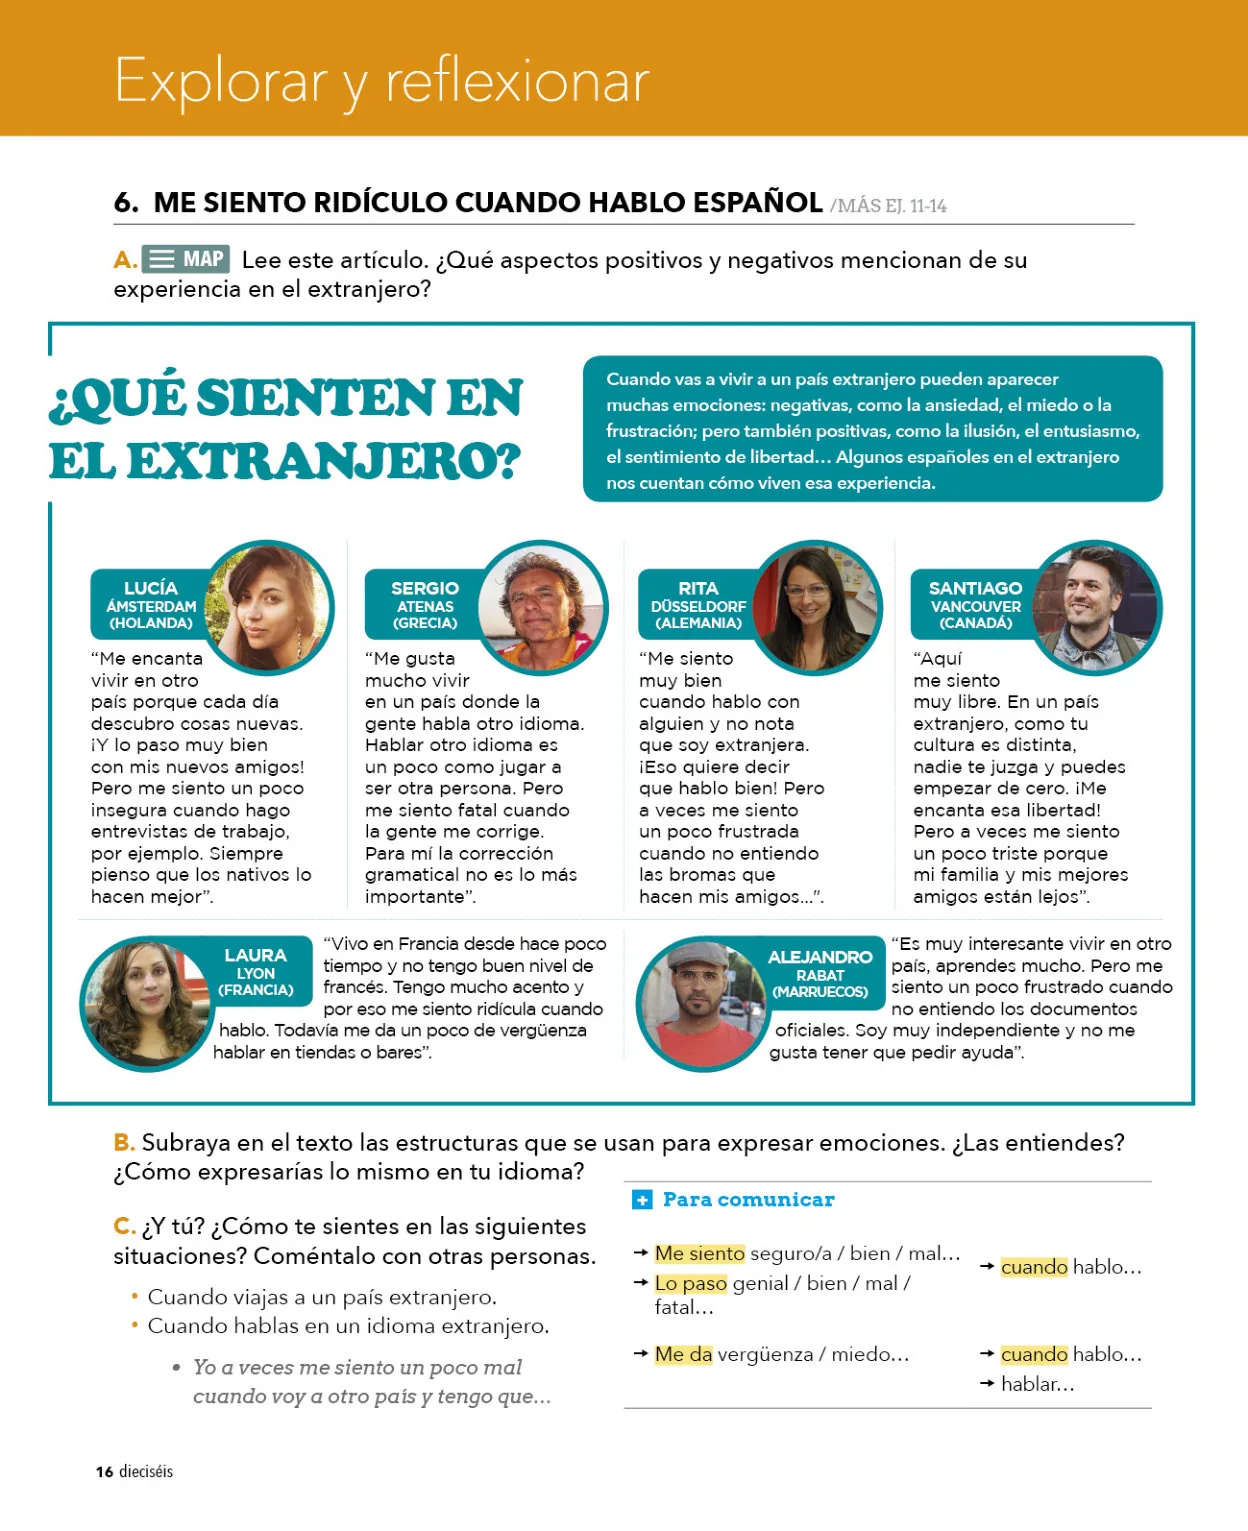 Explorar y reflexionar
6. ME SIENTO RIDÍCULO CUANDO HABLO ESPAÑOL /MÁS EJ. 11-14
A. MAP Lee este artículo. ¿Qué aspectos positivos y negativos mencionan de su
experiencia en el extranjero?
¿QUÉ SIENTEN EN
EL EXTRANJERO?
Cuando vas a vivir a un país extranjero pueden aparecer
muchas emociones: negativas, como la ansiedad, el miedo o la
frustración; pero también positivas, como la ilusión, el entusiasmo,
el sentimiento de libertad... Algunos españoles en el extranjero
nos cuentan cómo viven esa experiencia.
LUCÍA
ÁMSTERDAM
(HOLANDA)
“Me encanta
vivir en otro
país porque cada día
descubro cosas nuevas.
¡Y lo paso muy bien
con mis nuevos amigos!
Pero me siento un poco
insegura cuando hago
entrevistas de trabajo,
por ejemplo. Siempre
pienso que los nativos lo
hacen mejor”.
SERGIO
ATENAS
(GRECIA)
“Me gusta
mucho vivir
en un país donde la
gente habla otro idioma.
Hablar otro idioma es
un poco como jugar a
ser otra persona. Pero
me siento fatal cuando
la gente me corrige.
Para mí la corrección
gramatical no es lo más
importante”.
RITA
DÜSSELDORF
(ALEMANIA)
“Me siento
muy bien
cuando hablo con
alguien y no nota
que soy extranjera.
¡Eso quiere decir
que hablo bien! Pero
a veces me siento
un poco frustrada
cuando no entiendo
las bromas que
hacen mis amigos...".
SANTIAGO
VANCOUVER
(CANADÁ)
“Aquí
me siento
muy libre. En un país
extranjero, como tu
cultura es distinta,
nadie te juzga y puedes
empezar de cero. ¡Me
encanta esa libertad!
Pero a veces me siento
un poco triste porque
mi familia y mis mejores
amigos están lejos”.
LAURA
LYON
(FRANCIA)
“Vivo en Francia desde hace poco
tiempo y no tengo buen nivel de
francés. Tengo mucho acento y
por eso me siento ridícula cuando
hablo. Todavía me da un poco de vergüenza
hablar en tiendas o bares”.
ALEJANDRO
RABAT
(MARRUECOS)
“Es muy interesante vivir en otro
país, aprendes mucho. Pero me
siento un poco frustrado cuando
no entiendo los documentos
oficiales. Soy muy independiente y no me
gusta tener que pedir ayuda”.
B. Subraya en el texto las estructuras que se usan para expresar emociones. ¿Las entiendes?
¿Cómo expresarías lo mismo en tu idioma?
C. ¿Y tú? ¿Cómo te sientes en las siguientes
situaciones? Coméntalo con otras personas.
• Cuando viajas a un país extranjero.
• Cuando hablas en un idioma extranjero.
• Yo a veces me siento un poco mal
cuando voy a otro país y tengo que...
+ Para comunicar
→ Me siento seguro/a / bien / mal...
→ Lo paso genial / bien / mal /
fatal...
→ cuando hablo...
→ Me da vergüenza / miedo...
→ cuando hablo...
→ hablar...
16 dieciséis